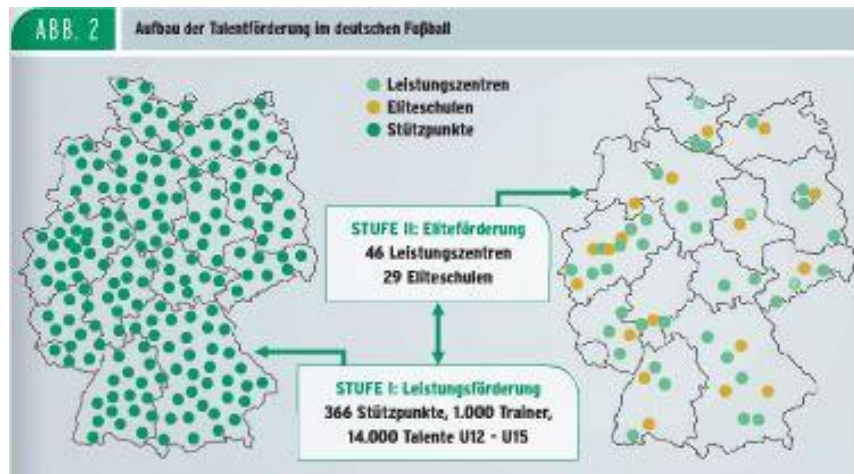 ABB. 2
Aufbau der Talentförderung im deutschen Fußball
Leistungszentren
Eliteschulen
Stützpunkte
STUFE II: Eliteförderung
46 Leistungszentren
29 Eliteschulen
STUFE I: Leistungsförderung
366 Stützpunkte, 1.000 Trainer,
14.000 Talente U12 - U15